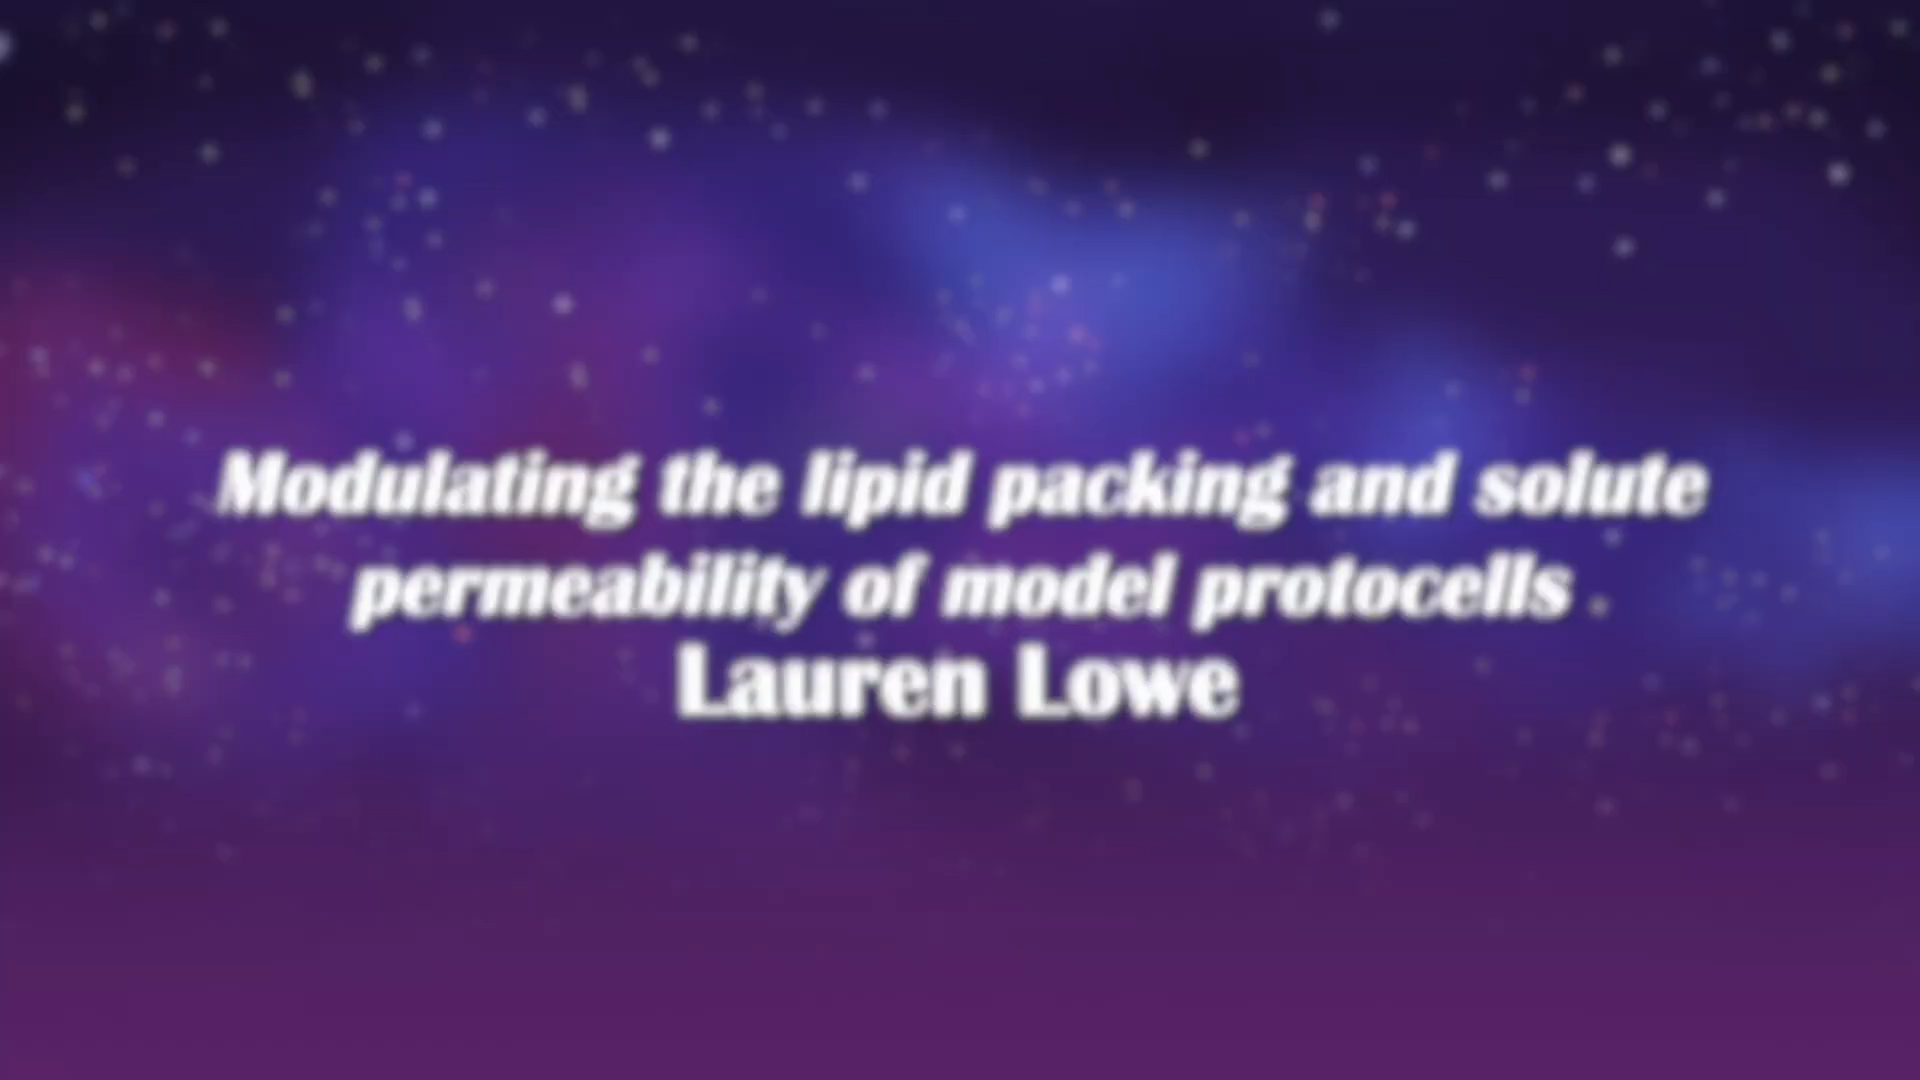 Modulating the lipid packing and solute
permeability of model protocells
Lauren Lowe